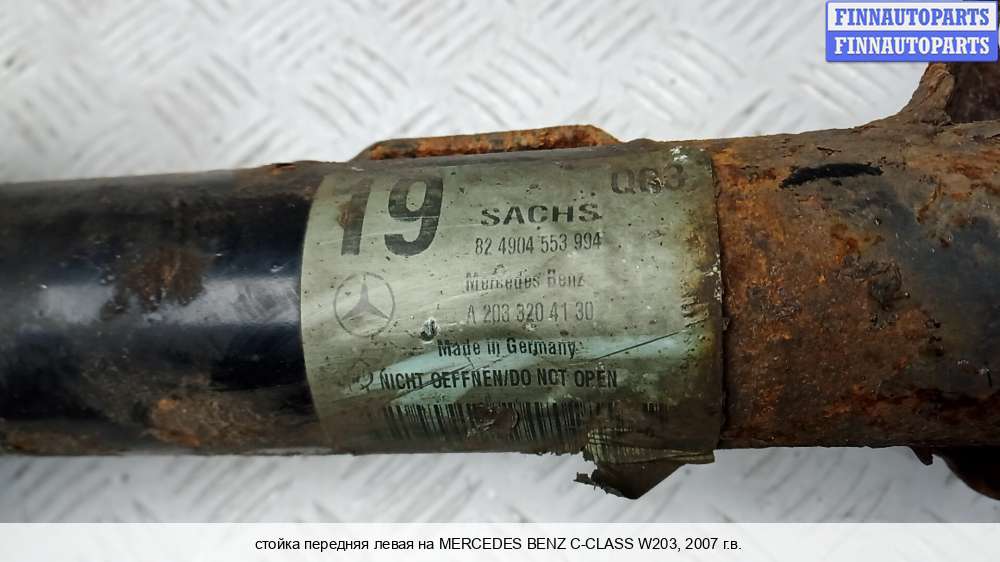 FINNAUTOPARTS
FINNAUTOPARTS
19
SACHS
82 4904 553 994
Mercedes Benz
A 203 320 41 30
Made in Germany
NICHT OEFFNEN/DO NOT OPEN
стойка передняя левая на MERCEDES BENZ C-CLASS W203, 2007 г.в.